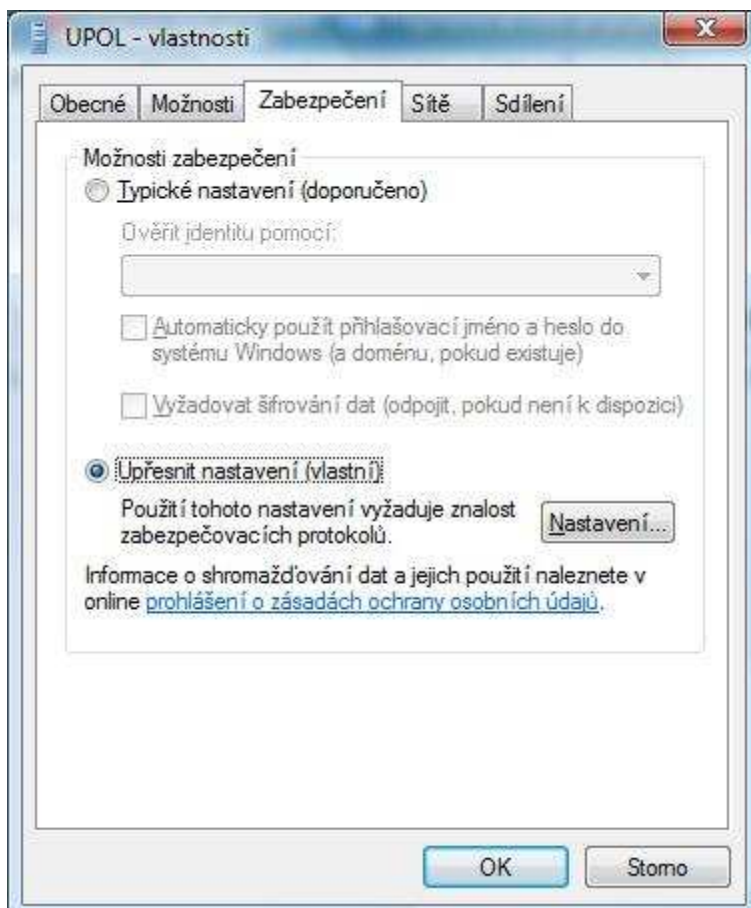 UPOL - vlastnosti
Obecné Možnosti Zabezpečení Sítě Sdílení
Možnosti zabezpečení
Typické nastavení (doporučeno)
Ověřit identitu pomocí:
Automaticky použít přihlašovací jméno a heslo do
systému Windows (a doménu, pokud existuje)
Vyžadovat šifrování dat (odpojit, pokud není k dispozici)
Upřesnit nastavení (vlastní)
Použití tohoto nastavení vyžaduje znalost
zabezpečovacích protokolů.
Nastavení...
Informace o shromažďování dat a jejich použití naleznete v
online prohlášení o zásadách ochrany osobních údajů.
OK Storno